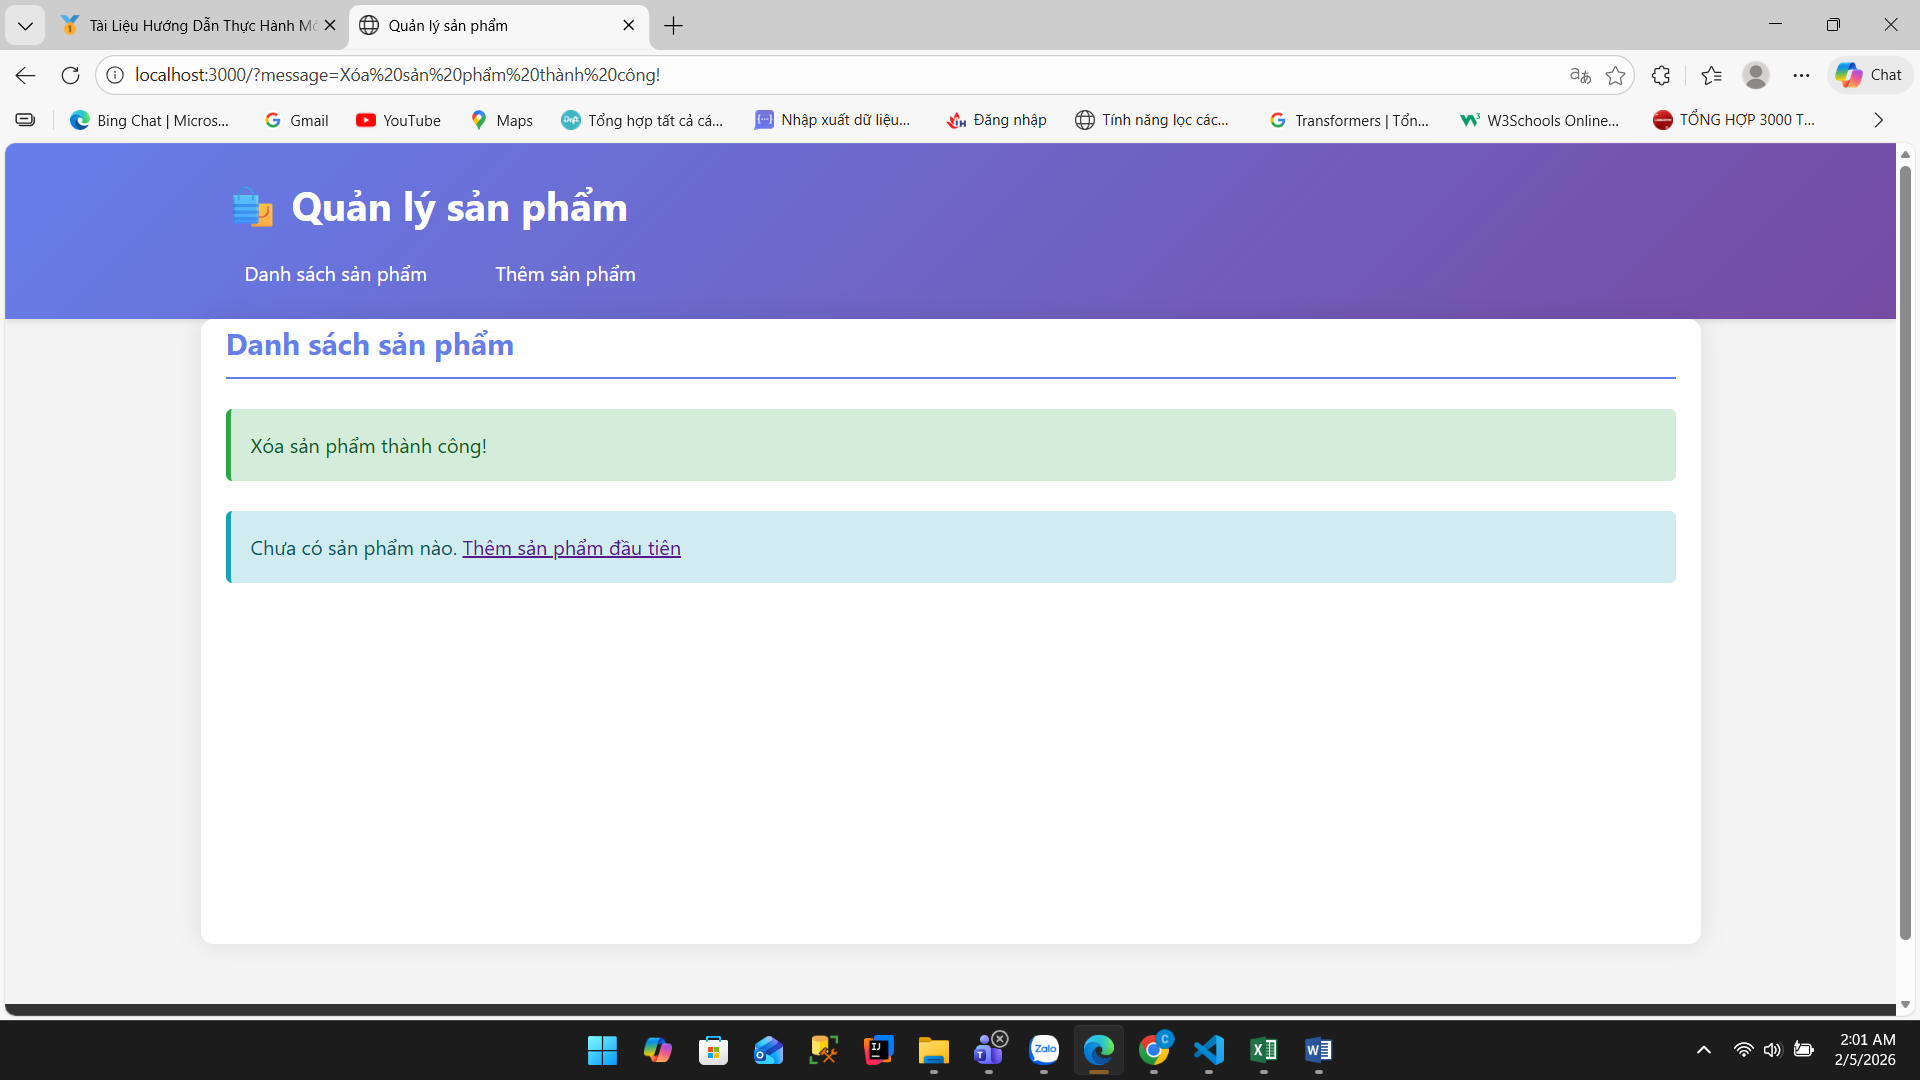 Tài Liệu Hướng Dẫn Thực Hành
Quản lý sản phẩm
localhost:3000/?message=Xóa%20sản%20phẩm%20thành%20công!
Chat
Bing Chat | Micros...
Gmail
YouTube
Maps
Tổng hợp tất cả cá...
Nhập xuất dữ liệu...
Đăng nhập
Tính năng lọc các...
Transformers | Tổn...
W3Schools Online...
TỔNG HỢP 3000 T...
Quản lý sản phẩm
Danh sách sản phẩm
Thêm sản phẩm
Danh sách sản phẩm
Xóa sản phẩm thành công!
Chưa có sản phẩm nào. Thêm sản phẩm đầu tiên
Zalo
2:01 AM
2/5/2026